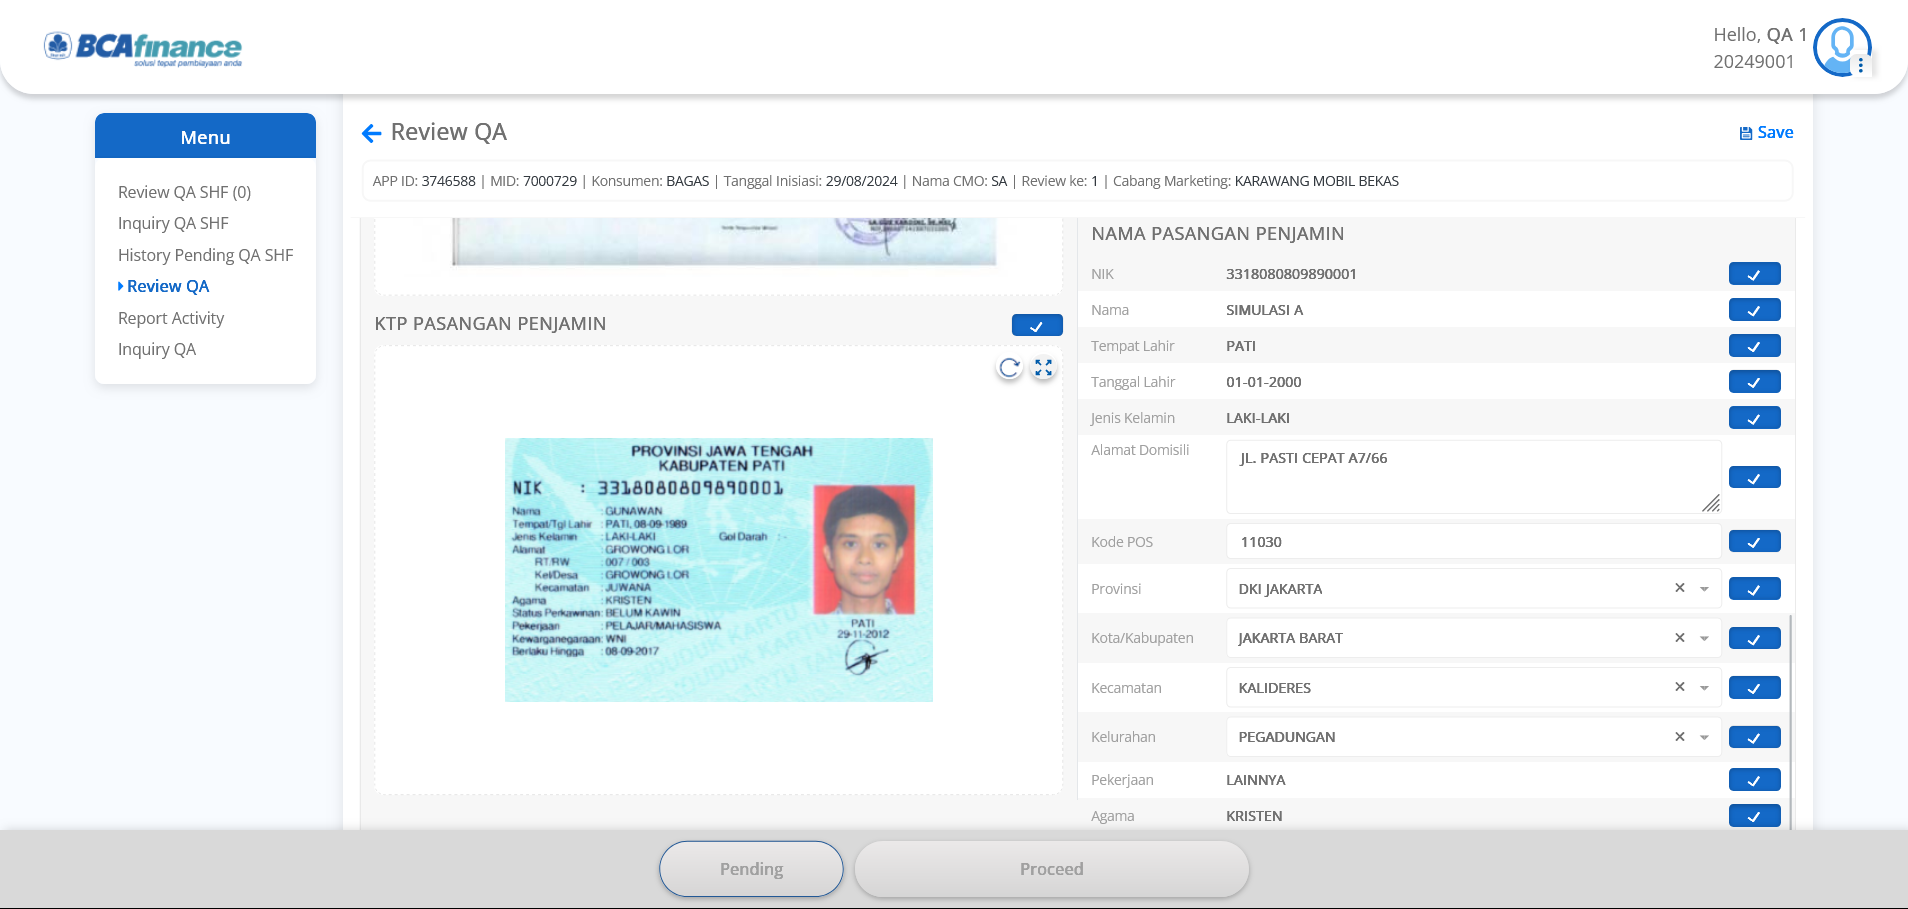 BCA finance
solusi tepat pembiayaan anda
Hello, QA 1
20249001
Menu
Review QA SHF (0)
Inquiry QA SHF
History Pending QA SHF
Review QA
Report Activity
Inquiry QA
Review QA
Save
APP ID: 3746588 | MID: 7000729 | Konsumen: BAGAS | Tanggal Inisiasi: 29/08/2024 | Nama CMO: SA | Review ke: 1 | Cabang Marketing: KARAWANG MOBIL BEKAS
KTP PASANGAN PENJAMIN
PROVINSI JAWA TENGAH
KABUPATEN PATI
NIK : 3318080809890001
Nama : GUNAWAN
Tempat/Tgl Lahir : PATI, 08-09-1989
Jenis Kelamin : LAKI-LAKI Gol Darah : -
Alamat : GROWONG LOR
RT/RW : 007 / 003
Kel/Desa : GROWONG LOR
Kecamatan : JUWANA
Agama : KRISTEN
Status Perkawinan: BELUM KAWIN
Pekerjaan : PELAJAR/MAHASISWA
Kewarganegaraan: WNI
Berlaku Hingga : 08-09-2017
PATI
29-11-2012
NAMA PASANGAN PENJAMIN
NIK 3318080809890001
Nama SIMULASI A
Tempat Lahir PATI
Tanggal Lahir 01-01-2000
Jenis Kelamin LAKI-LAKI
Alamat Domisili JL. PASTI CEPAT A7/66
Kode POS 11030
Provinsi DKI JAKARTA
Kota/Kabupaten JAKARTA BARAT
Kecamatan KALIDERES
Kelurahan PEGADUNGAN
Pekerjaan LAINNYA
Agama KRISTEN
Pending
Proceed